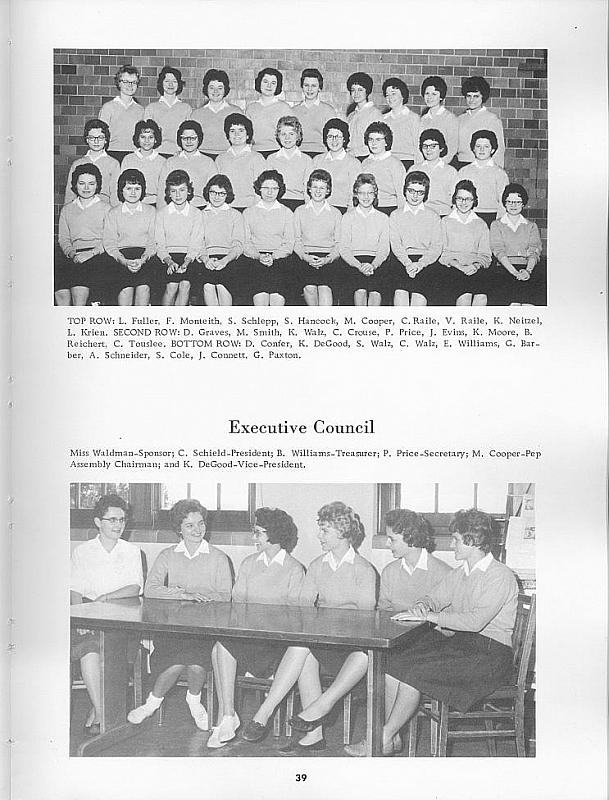 TOP ROW: L. Fuller, F. Monteith, S. Schlepp, S. Hancock, M. Cooper, C. Raile, V. Raile, K. Neitzel,
L. Krien. SECOND ROW: D. Graves, M. Smith, K. Walz, C. Crouse, P. Price, J. Evins, K. Moore, B.
Reichert, C. Touslee. BOTTOM ROW: D. Confer, K. DeGood, S. Walz, C. Walz, E. Williams, G. Bar-
ber, A. Schneider, S. Cole, J. Connett, G. Paxton.
Executive Council
Miss Waldman-Sponsor; C. Schield-President; B. Williams-Treasurer; P. Price-Secretary; M. Cooper-Pep
Assembly Chairman; and K. DeGood-Vice-President.
39